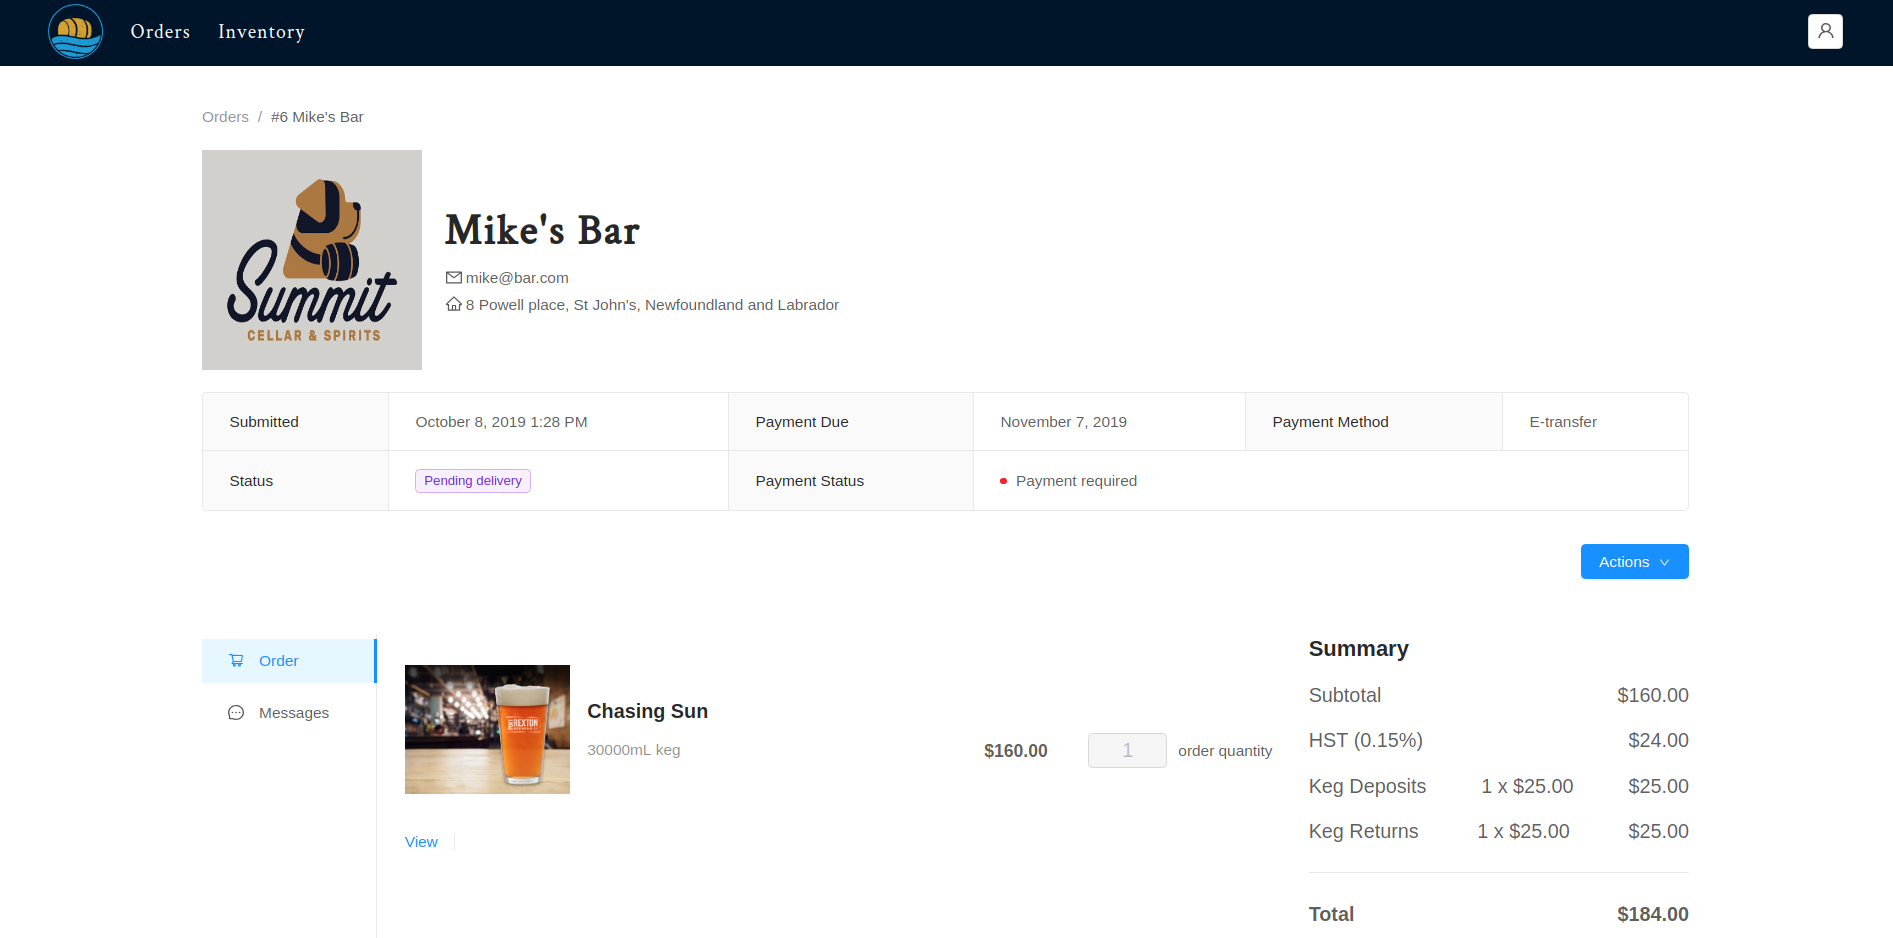 Orders Inventory
Orders / #6 Mike's Bar
Summit
CELLAR & SPIRITS
Mike's Bar
mike@bar.com
8 Powell place, St John's, Newfoundland and Labrador
Submitted October 8, 2019 1:28 PM Payment Due November 7, 2019 Payment Method E-transfer
Status Pending delivery Payment Status Payment required
Actions
Order
Messages
REXTON
Chasing Sun
30000mL keg
$160.00 1 order quantity
View
Summary
Subtotal $160.00
HST (0.15%) $24.00
Keg Deposits 1 x $25.00 $25.00
Keg Returns 1 x $25.00 $25.00
Total $184.00